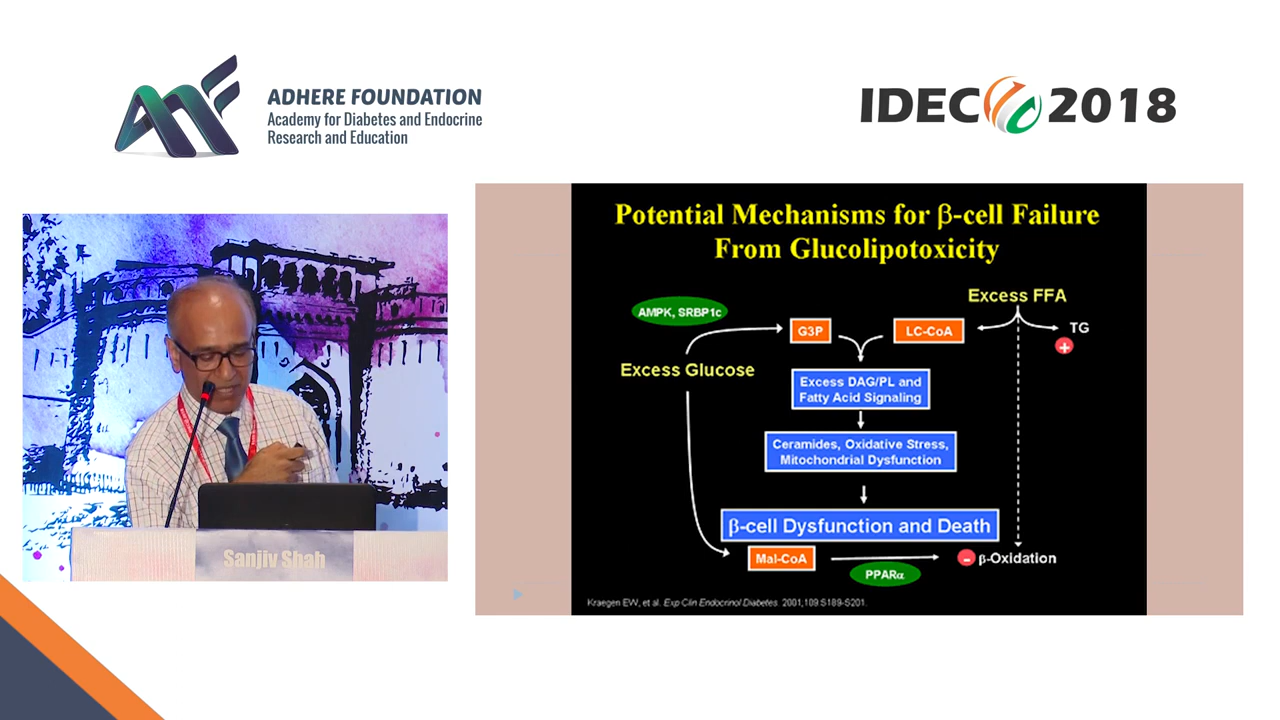 ADHERE FOUNDATION
Academy for Diabetes and Endocrine
Research and Education
IDEC 2018
Potential Mechanisms for β-cell Failure
From Glucolipotoxicity
Excess FFA
AMPK, SRBP1c
G3P
LC-CoA
TG
+
Excess Glucose
Excess DAG/PL and
Fatty Acid Signaling
Ceramides, Oxidative Stress,
Mitochondrial Dysfunction
β-cell Dysfunction and Death
Mal-CoA
- β-Oxidation
PPARα
Kraegen EW, et al. Exp Clin Endocrinol Diabetes. 2001;109:S189-S201.
Sanjiv Shah